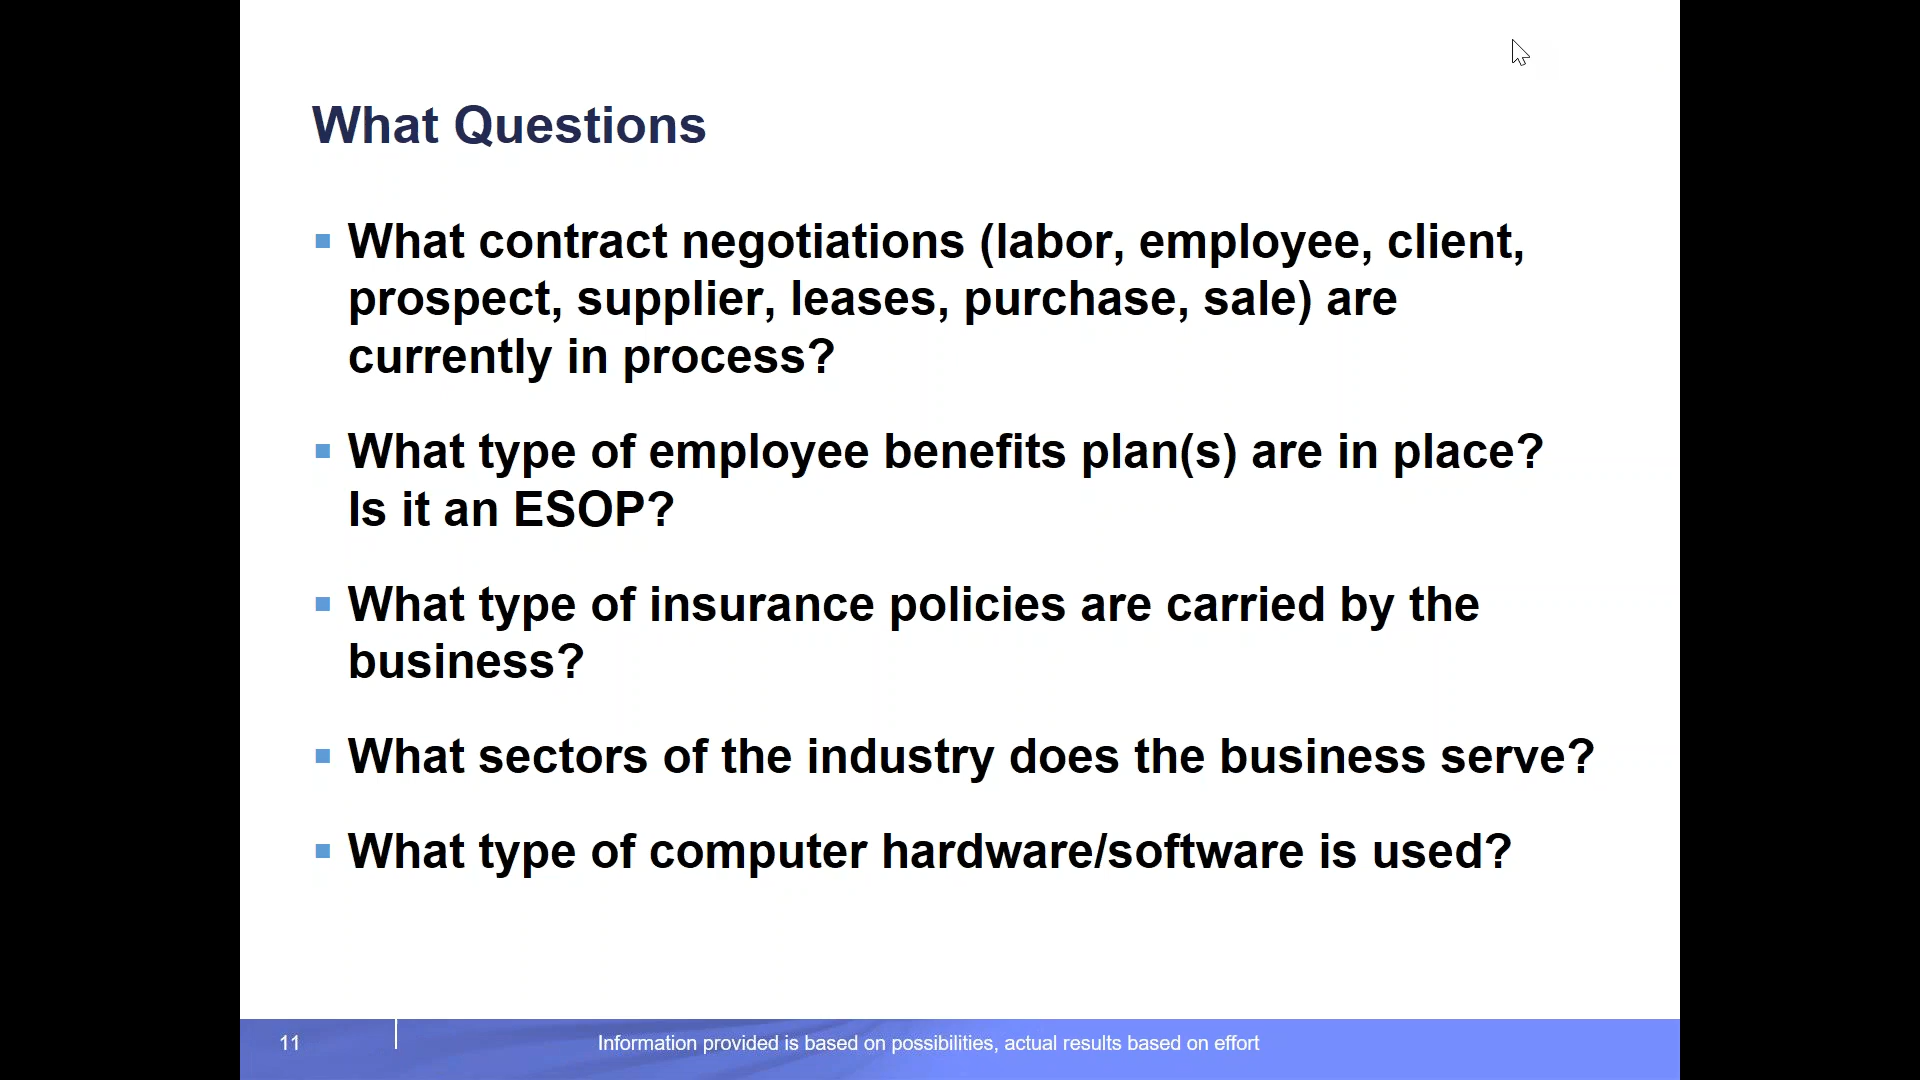 What Questions
What contract negotiations (labor, employee, client,
prospect, supplier, leases, purchase, sale) are
currently in process?
What type of employee benefits plan(s) are in place?
Is it an ESOP?
What type of insurance policies are carried by the
business?
What sectors of the industry does the business serve?
What type of computer hardware/software is used?
11
Information provided is based on possibilities, actual results based on effort